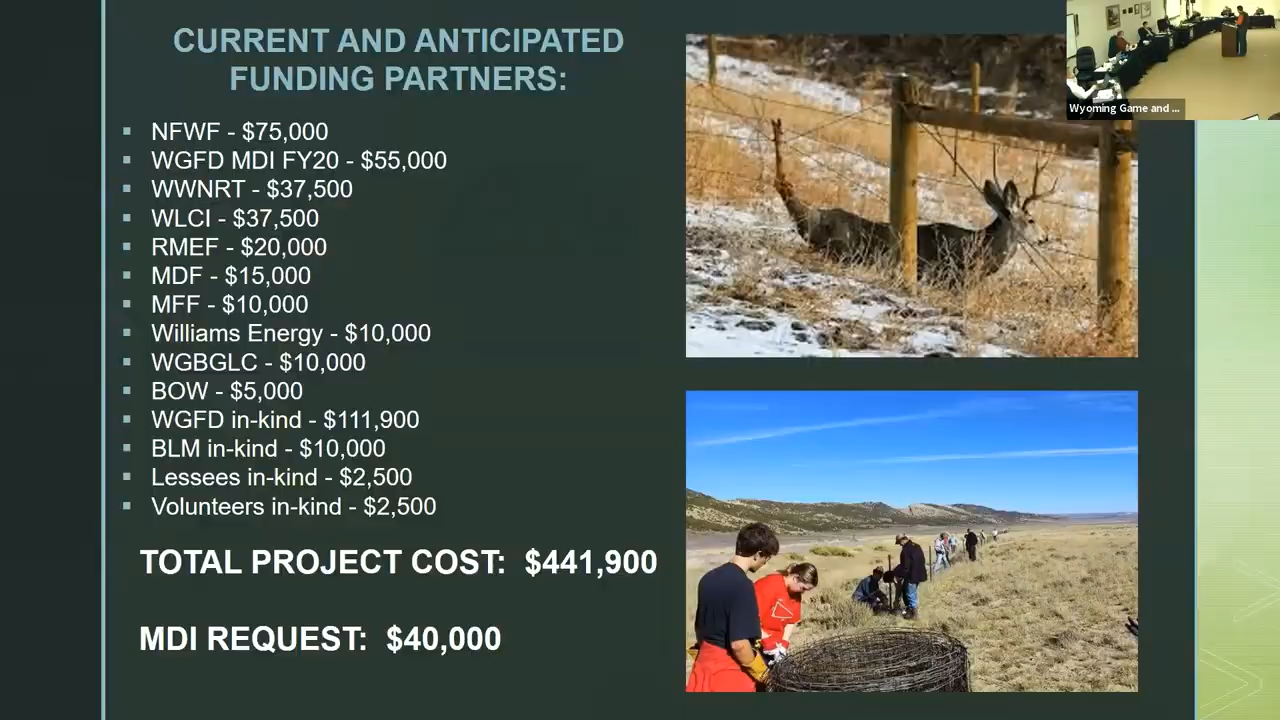 CURRENT AND ANTICIPATED
FUNDING PARTNERS:
▪ NFWF - $75,000
▪ WGFD MDI FY20 - $55,000
▪ WWNRT - $37,500
▪ WLCI - $37,500
▪ RMEF - $20,000
▪ MDF - $15,000
▪ MFF - $10,000
▪ Williams Energy - $10,000
▪ WGBGLC - $10,000
▪ BOW - $5,000
▪ WGFD in-kind - $111,900
▪ BLM in-kind - $10,000
▪ Lessees in-kind - $2,500
▪ Volunteers in-kind - $2,500
TOTAL PROJECT COST: $441,900
MDI REQUEST: $40,000
Wyoming Game and ...